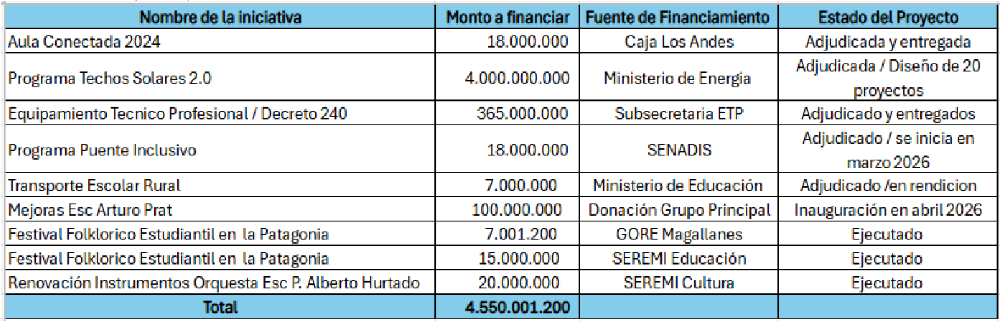 Nombre de la iniciativa Monto a financiar Fuente de Financiamiento Estado del Proyecto
Aula Conectada 2024 18.000.000 Caja Los Andes Adjudicada y entregada
Programa Techos Solares 2.0 4.000.000.000 Ministerio de Energia Adjudicada / Diseño de 20
proyectos
Equipamiento Tecnico Profesional / Decreto 240 365.000.000 Subsecretaria ETP Adjudicado y entregados
Programa Puente Inclusivo 18.000.000 SENADIS Adjudicado / se inicia en
marzo 2026
Transporte Escolar Rural 7.000.000 Ministerio de Educación Adjudicado /en rendicion
Mejoras Esc Arturo Prat 100.000.000 Donación Grupo Principal Inauguración en abril 2026
Festival Folklorico Estudiantil en la Patagonia 7.001.200 GORE Magallanes Ejecutado
Festival Folklorico Estudiantil en la Patagonia 15.000.000 SEREMI Educación Ejecutado
Renovación Instrumentos Orquesta Esc P. Alberto Hurtado 20.000.000 SEREMI Cultura Ejecutado
Total 4.550.001.200